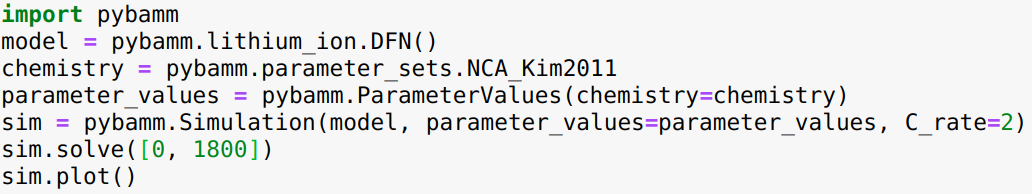 import pybamm
model = pybamm.lithium_ion.DFN()
chemistry = pybamm.parameter_sets.NCA_Kim2011
parameter_values = pybamm.ParameterValues(chemistry=chemistry)
sim = pybamm.Simulation(model, parameter_values=parameter_values, C_rate=2)
sim.solve([0, 1800])
sim.plot()